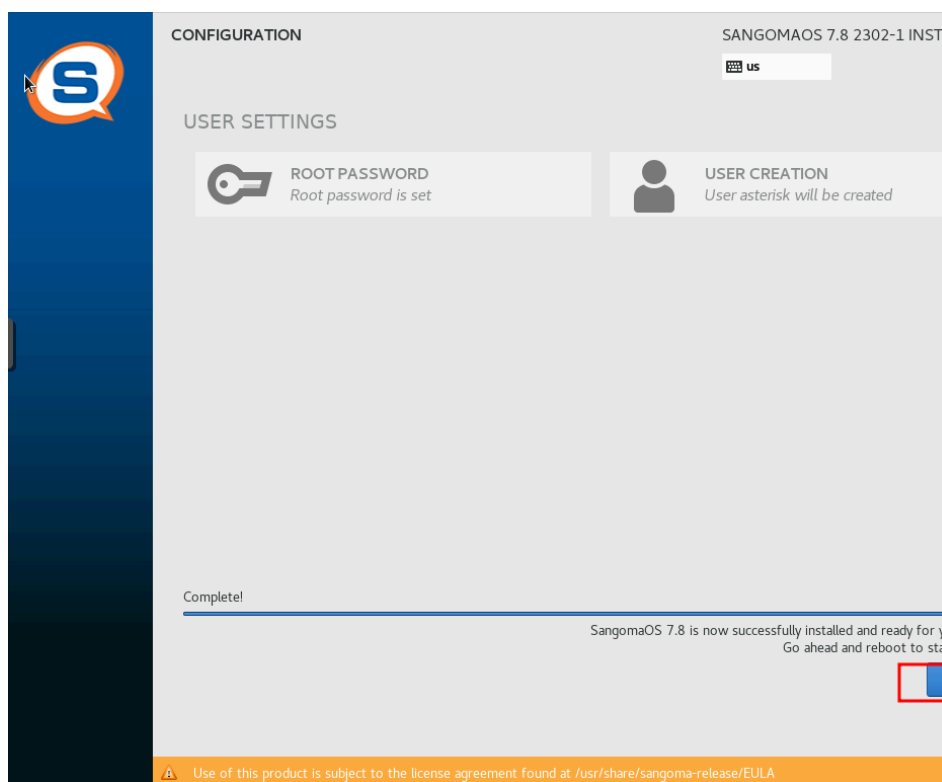 S
CONFIGURATION
SANGOMAOS 7.8 2302-1
us
USER SETTINGS
ROOT PASSWORD
Root password is set
USER CREATION
User asterisk will be created
Complete!
SangomaOS 7.8 is now successfully installed and ready for
Go ahead and reboot to
Use of this product is subject to the license agreement found at /usr/share/sangoma-release/EULA